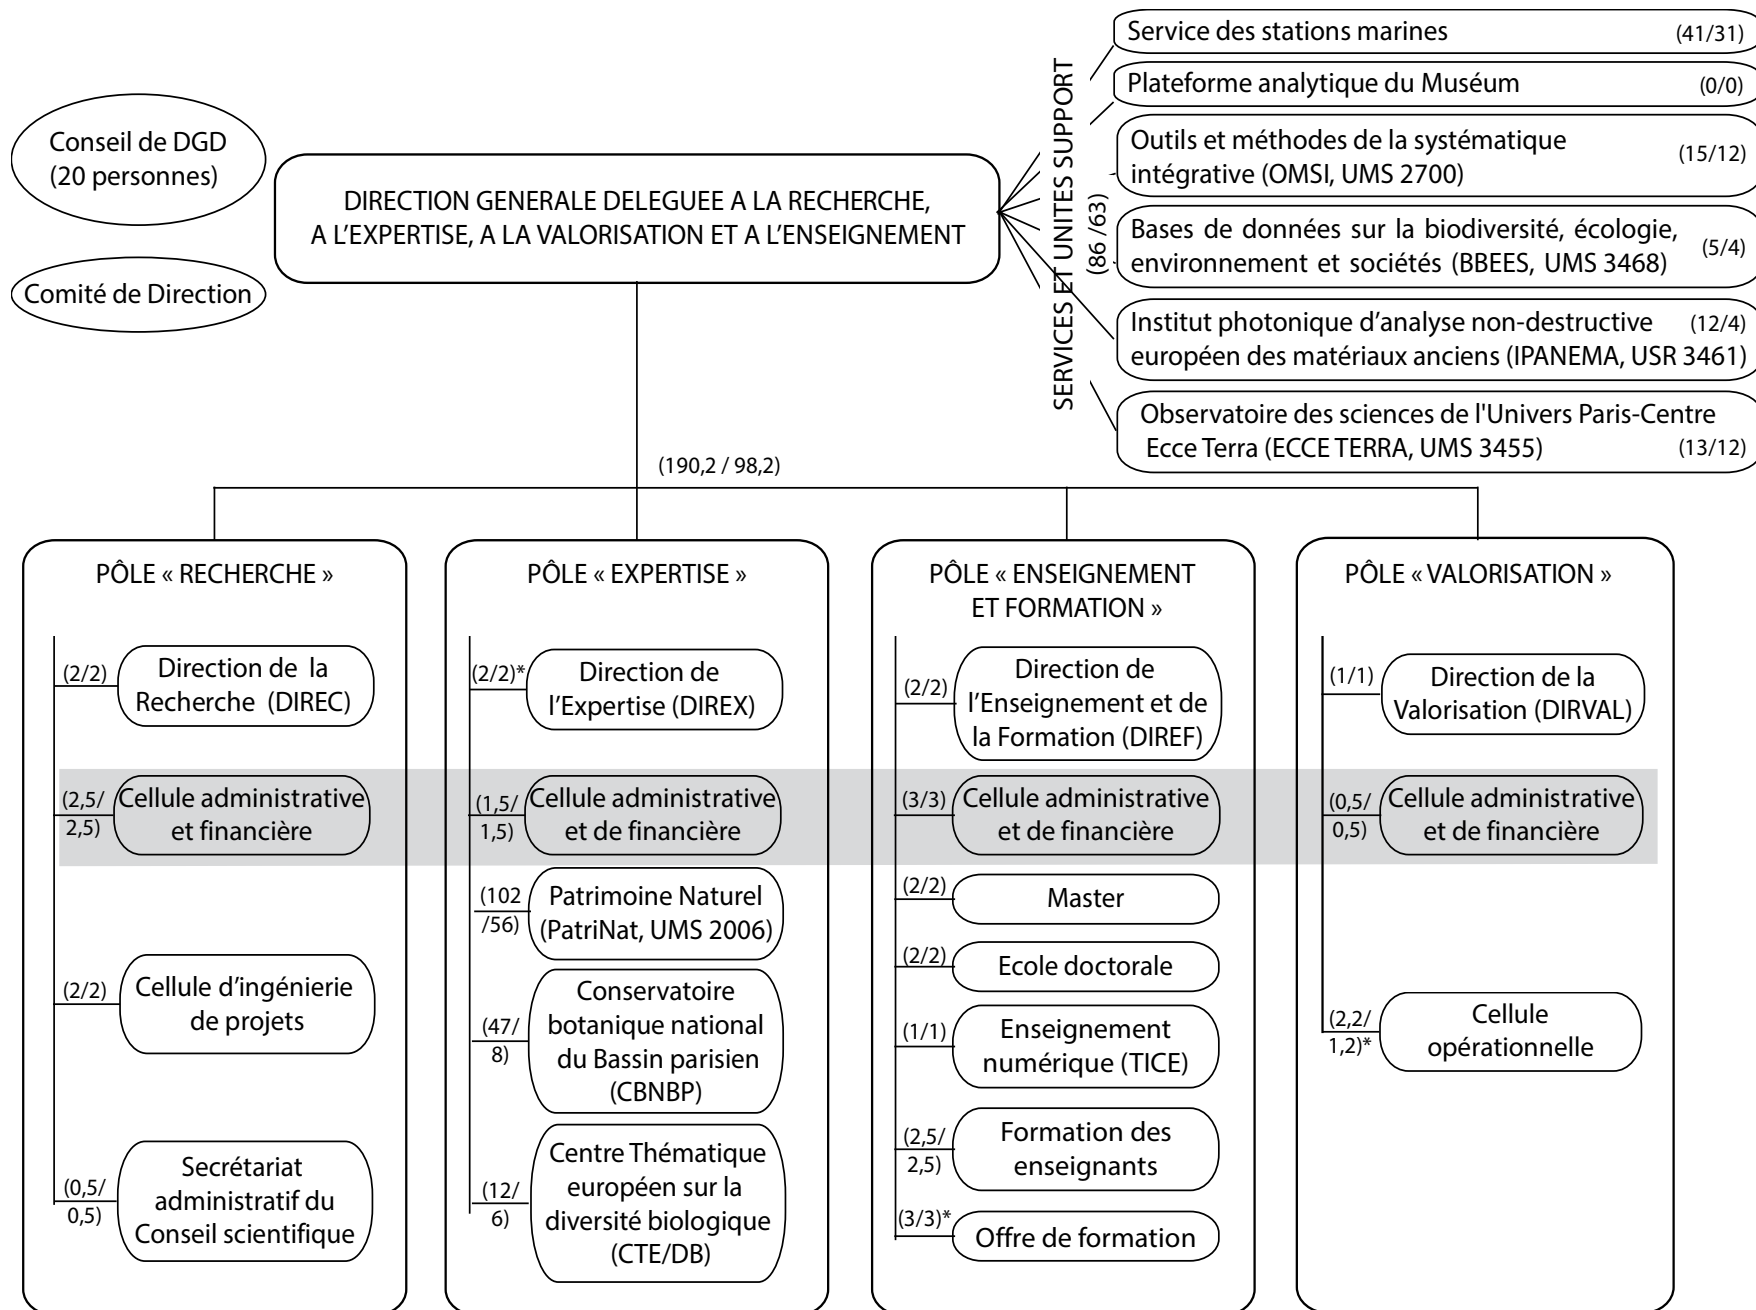 Conseil de DGD
(20 personnes)
Comité de Direction
DIRECTION GENERALE DELEGUEE A LA RECHERCHE,
A L’EXPERTISE, A LA VALORISATION ET A L’ENSEIGNEMENT
SERVICES ET UNITES SUPPORT
(86 /63)
Service des stations marines (41/31)
Plateforme analytique du Muséum (0/0)
Outils et méthodes de la systématique
intégrative (OMSI, UMS 2700) (15/12)
Bases de données sur la biodiversité, écologie,
environnement et sociétés (BBEES, UMS 3468) (5/4)
Institut photonique d’analyse non-destructive (12/4)
européen des matériaux anciens (IPANEMA, USR 3461)
Observatoire des sciences de l'Univers Paris-Centre
Ecce Terra (ECCE TERRA, UMS 3455) (13/12)
(190,2 / 98,2)
PÔLE « RECHERCHE »
(2/2)
Direction de la
Recherche (DIREC)
(2,5/
2,5)
Cellule administrative
et financière
(2/2)
Cellule d’ingénierie
de projets
(0,5/
0,5)
Secrétariat
administratif du
Conseil scientifique
PÔLE « EXPERTISE »
(2/2)*
Direction de
l’Expertise (DIREX)
(1,5/
1,5)
Cellule administrative
et de financière
(102
/56)
Patrimoine Naturel
(PatriNat, UMS 2006)
(47/
8)
Conservatoire
botanique national
du Bassin parisien
(CBNBP)
(12/
6)
Centre Thématique
européen sur la
diversité biologique
(CTE/DB)
PÔLE « ENSEIGNEMENT
ET FORMATION »
(2/2)
Direction de
l’Enseignement et de
la Formation (DIREF)
(3/3)
Cellule administrative
et de financière
(2/2)
Master
(2/2)
Ecole doctorale
(1/1)
Enseignement
numérique (TICE)
(2,5/
2,5)
Formation des
enseignants
(3/3)*
Offre de formation
PÔLE « VALORISATION »
(1/1)
Direction de la
Valorisation (DIRVAL)
(0,5/
0,5)
Cellule administrative
et de financière
(2,2/
1,2)*
Cellule
opérationnelle